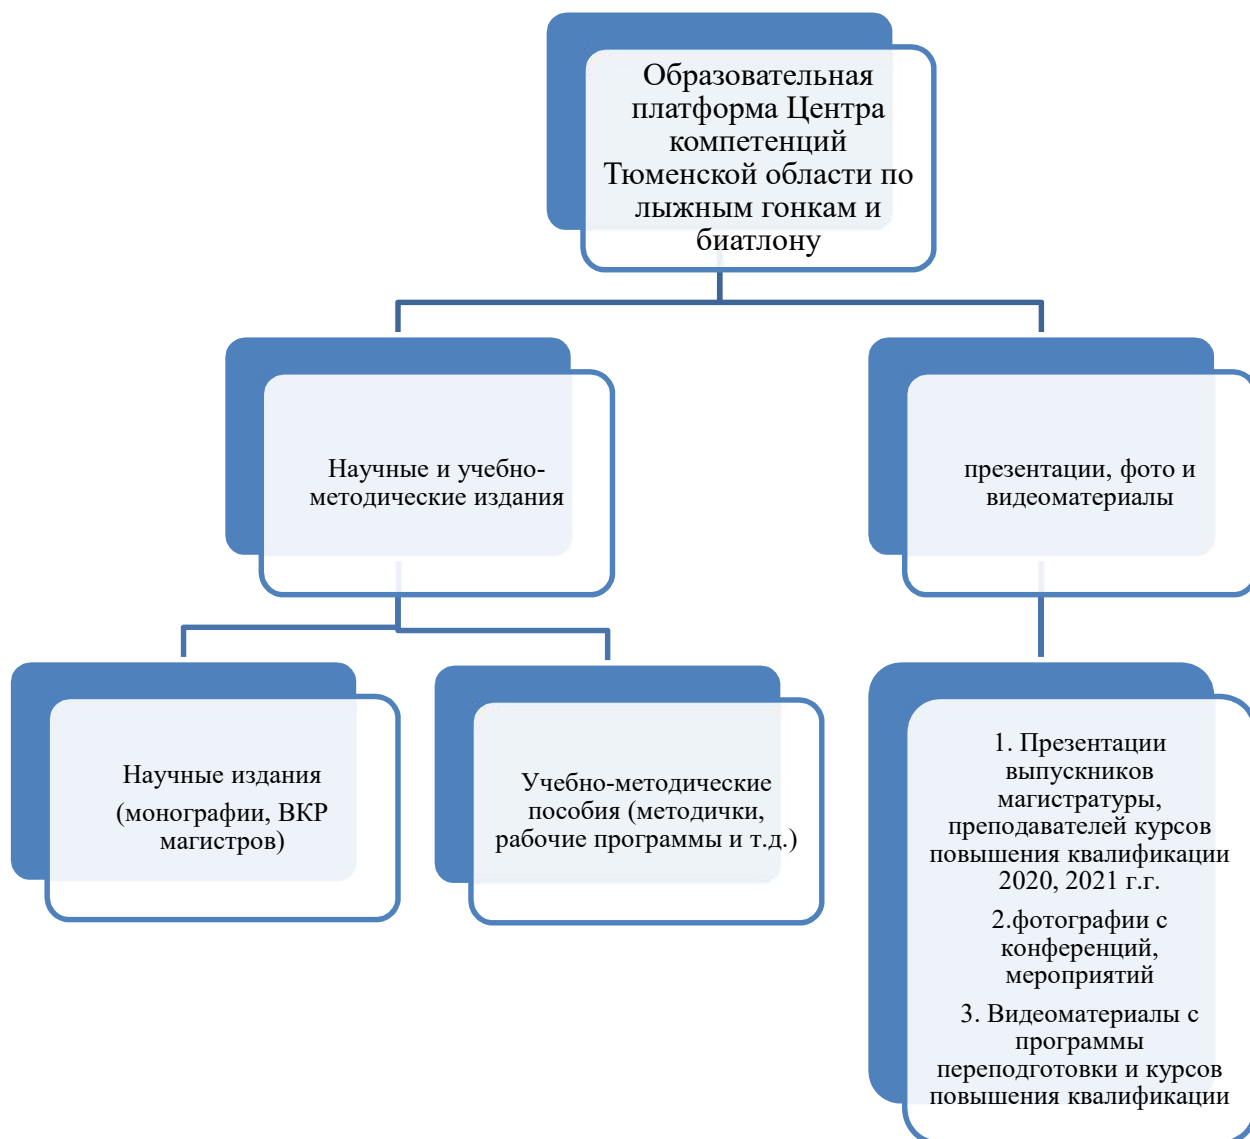 Образовательная
платформа Центра
компетенций
Тюменской области по
лыжным гонкам и
биатлону
Научные и учебно-
методические издания
презентации, фото и
видеоматериалы
Научные издания
(монографии, ВКР
магистров)
Учебно-методические
пособия (методички,
рабочие программы и т.д.)
1. Презентации
выпускников
магистратуры,
преподавателей курсов
повышения квалификации
2020, 2021 г.г.
2.фотографии с
конференций,
мероприятий
3. Видеоматериалы с
программы
переподготовки и курсов
повышения квалификации